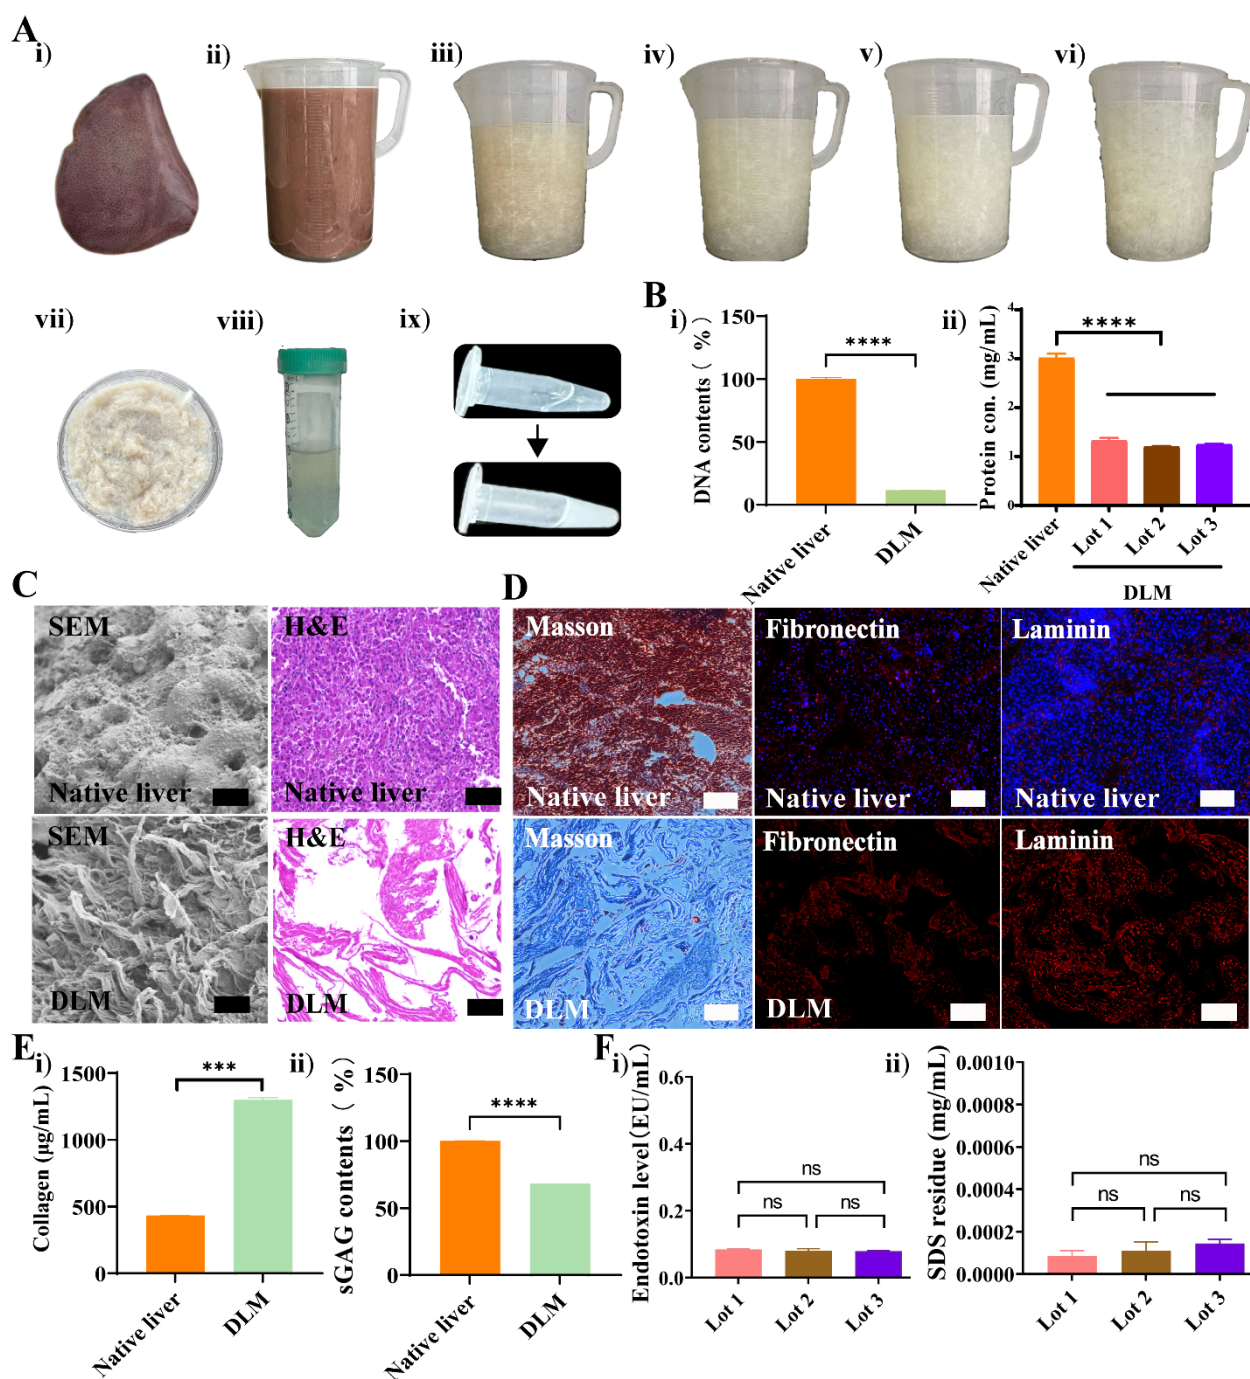 A
i)
ii)
iii)
iv)
v)
vi)
vii)
viii)
ix)
B
i)
DNA contents ( %)
150
100
50
0
****
Native liver
DLM
ii)
Protein con. (mg/mL)
4
3
2
1
0
****
Native liver
Lot 1
Lot 2
Lot 3
DLM
C
SEM
Native liver
H&E
Native liver
SEM
DLM
H&E
DLM
D
Masson
Native liver
Fibronectin
Native liver
Laminin
Native liver
Masson
DLM
Fibronectin
DLM
Laminin
E
i)
Collagen (μg/mL)
1500
1000
500
0
***
Native liver
DLM
ii)
sGAG contents ( %)
150
100
50
0
****
Native liver
DLM
F
i)
Endotoxin level(EU/mL)
0.6
0.4
0.2
0.0
ns
ns
ns
Lot 1
Lot 2
Lot 3
ii)
SDS residue (mg/mL)
0.0010
0.0008
0.0006
0.0004
0.0002
0.0000
ns
ns
ns
Lot 1
Lot 2
Lot 3